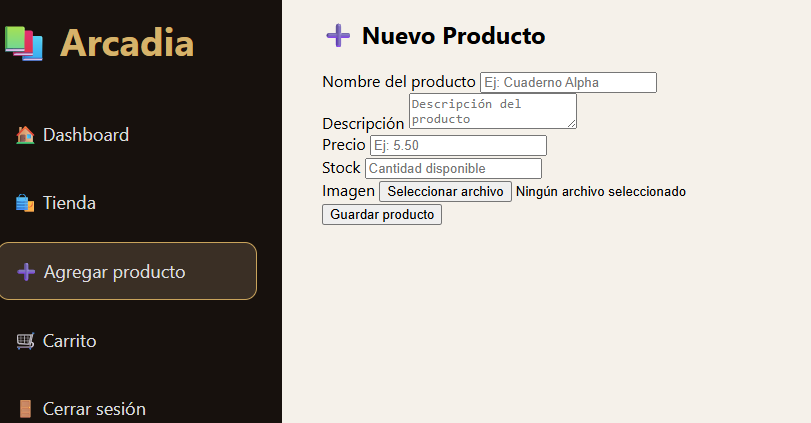 Arcadia
Dashboard
Tienda
Agregar producto
Carrito
Cerrar sesión
Nuevo Producto
Nombre del producto Ej: Cuaderno Alpha
Descripción Descripción del
producto
Precio Ej: 5.50
Stock Cantidad disponible
Imagen Seleccionar archivo Ningún archivo seleccionado
Guardar producto